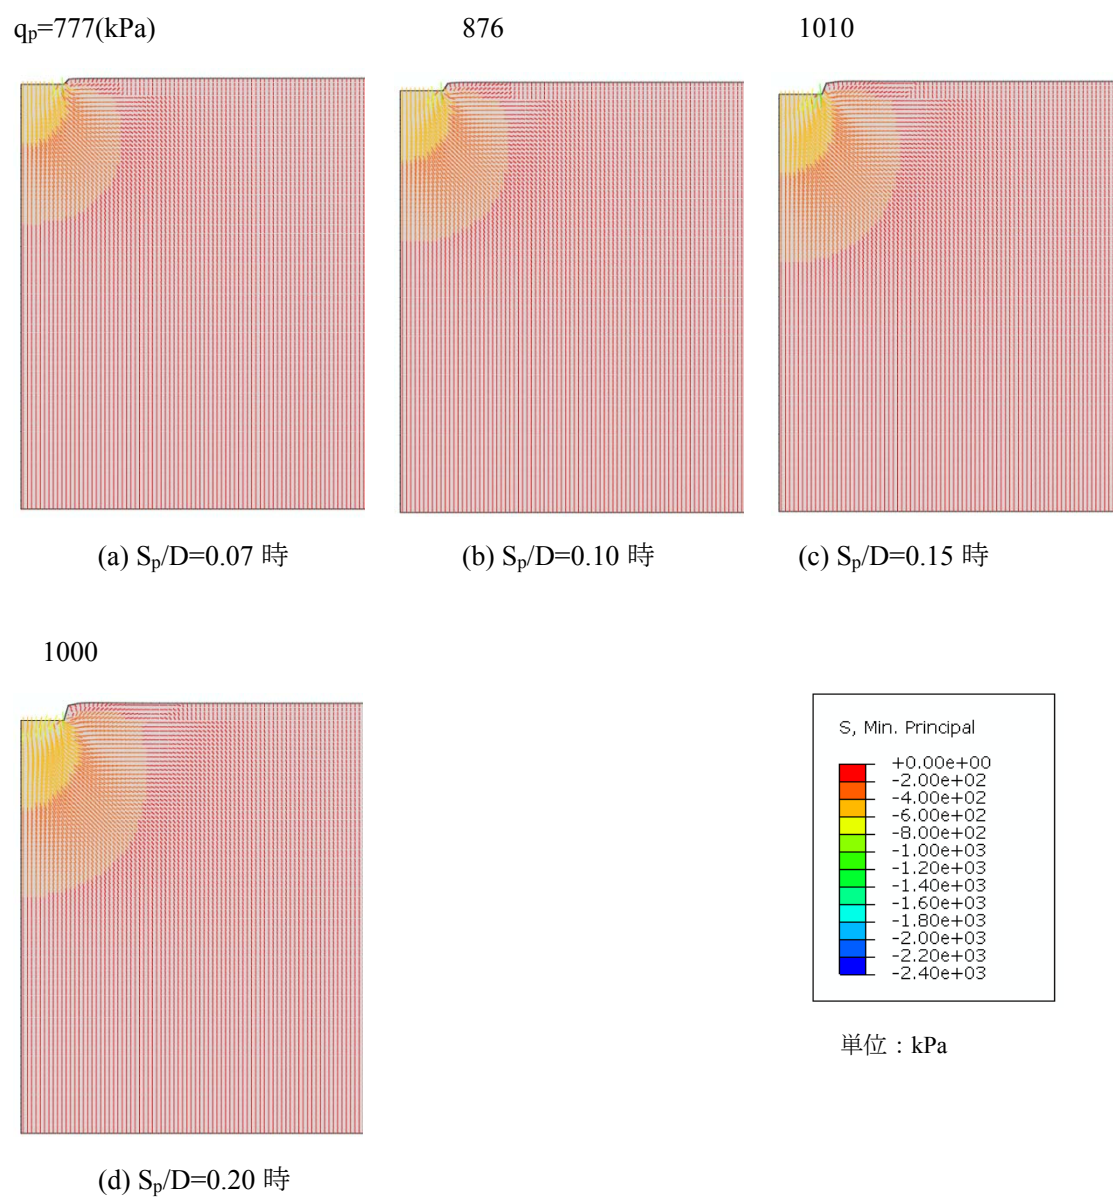 qp=777(kPa)
876
1010
(a) Sp/D=0.07 時
(b) Sp/D=0.10 時
(c) Sp/D=0.15 時
1000
S, Min. Principal
+0.00e+00
-2.00e+02
-4.00e+02
-6.00e+02
-8.00e+02
-1.00e+03
-1.20e+03
-1.40e+03
-1.60e+03
-1.80e+03
-2.00e+03
-2.20e+03
-2.40e+03
単位：kPa
(d) Sp/D=0.20 時